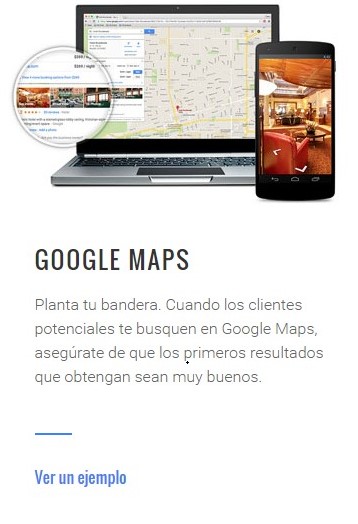 GOOGLE MAPS
Planta tu bandera. Cuando los clientes
potenciales te busquen en Google Maps,
asegúrate de que los primeros resultados
que obtengan sean muy buenos.
Ver un ejemplo